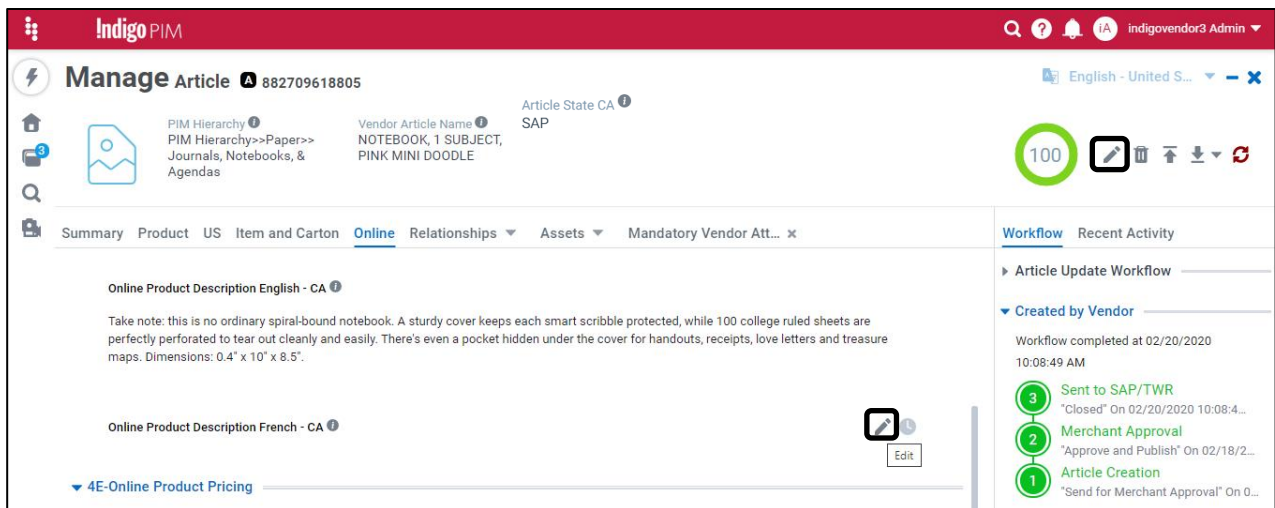 !ndigo PIM
? iA indigovendor3 Admin
Manage Article A 882709618805
English - United S...
PIM Hierarchy i
PIM Hierarchy>>Paper>>
Journals, Notebooks, &
Agendas
Vendor Article Name i
NOTEBOOK, 1 SUBJECT,
PINK MINI DOODLE
Article State CA i
SAP
100
3
Summary Product US Item and Carton Online Relationships Assets Mandatory Vendor Att... x
Online Product Description English - CA i
Take note: this is no ordinary spiral-bound notebook. A sturdy cover keeps each smart scribble protected, while 100 college ruled sheets are
perfectly perforated to tear out cleanly and easily. There's even a pocket hidden under the cover for handouts, receipts, love letters and treasure
maps. Dimensions: 0.4" x 10" x 8.5".
Online Product Description French - CA i
Edit
4E-Online Product Pricing
Workflow Recent Activity
Article Update Workflow
Created by Vendor
Workflow completed at 02/20/2020
10:08:49 AM
3 Sent to SAP/TWR
"Closed" On 02/20/2020 10:08:4...
2 Merchant Approval
"Approve and Publish" On 02/18/2...
1 Article Creation
"Send for Merchant Approval" On 0...